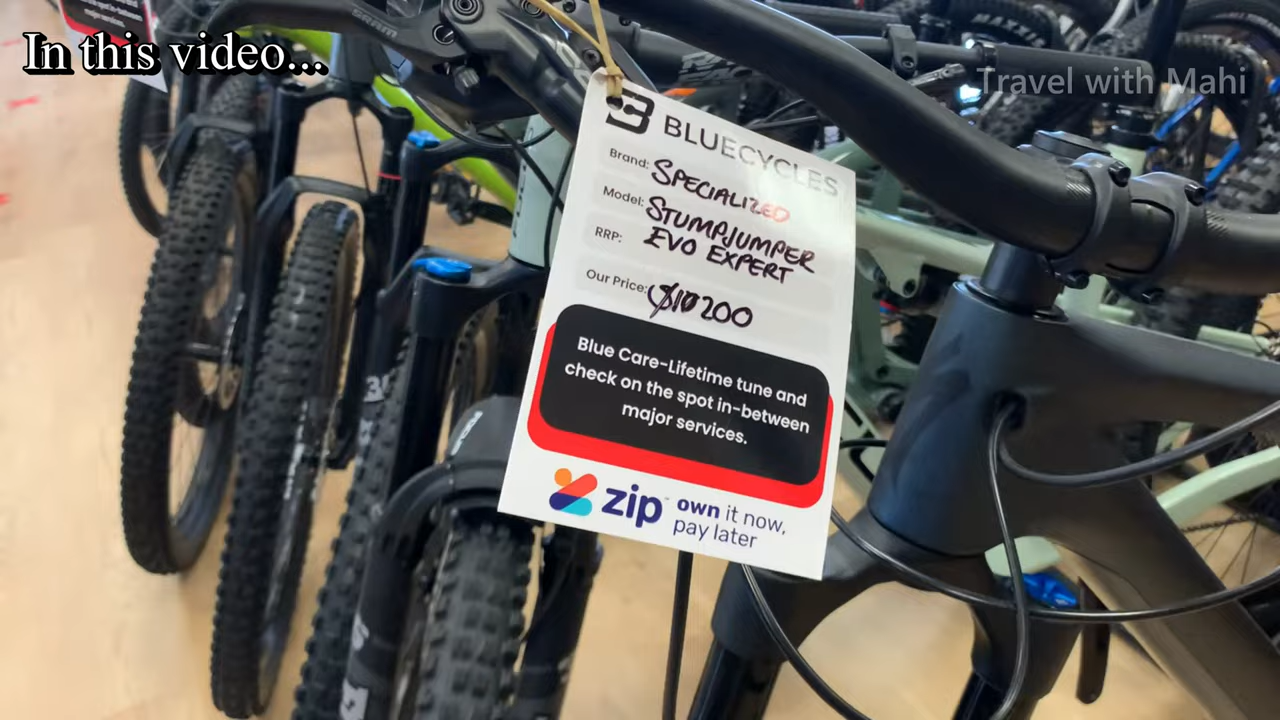 In this video...
Travel with Mahi
SRAM
BLUECYCLES
Brand: SPECIALIZED
Model: STUMPJUMPER
EVO EXPERT
RRP:
Our Price: $10200
Blue Care-Lifetime tune and
check on the spot in-between
major services.
zip own it now,
pay later